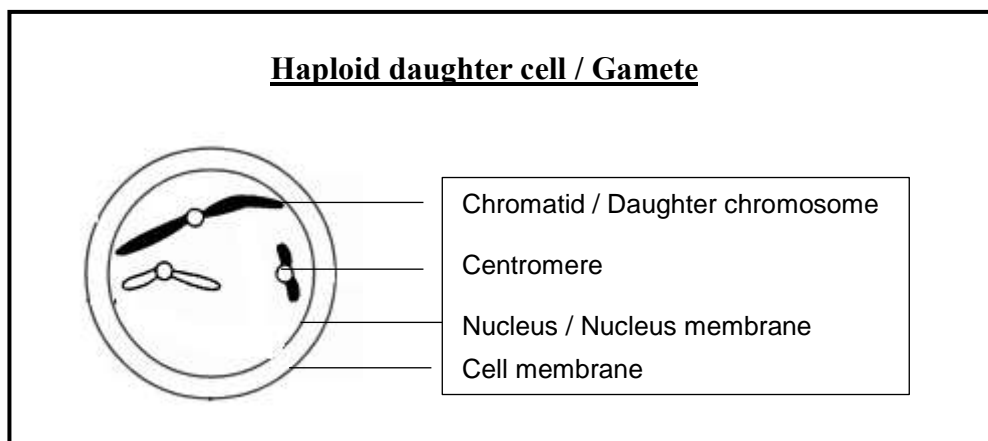 Haploid daughter cell / Gamete
Chromatid / Daughter chromosome
Centromere
Nucleus / Nucleus membrane
Cell membrane